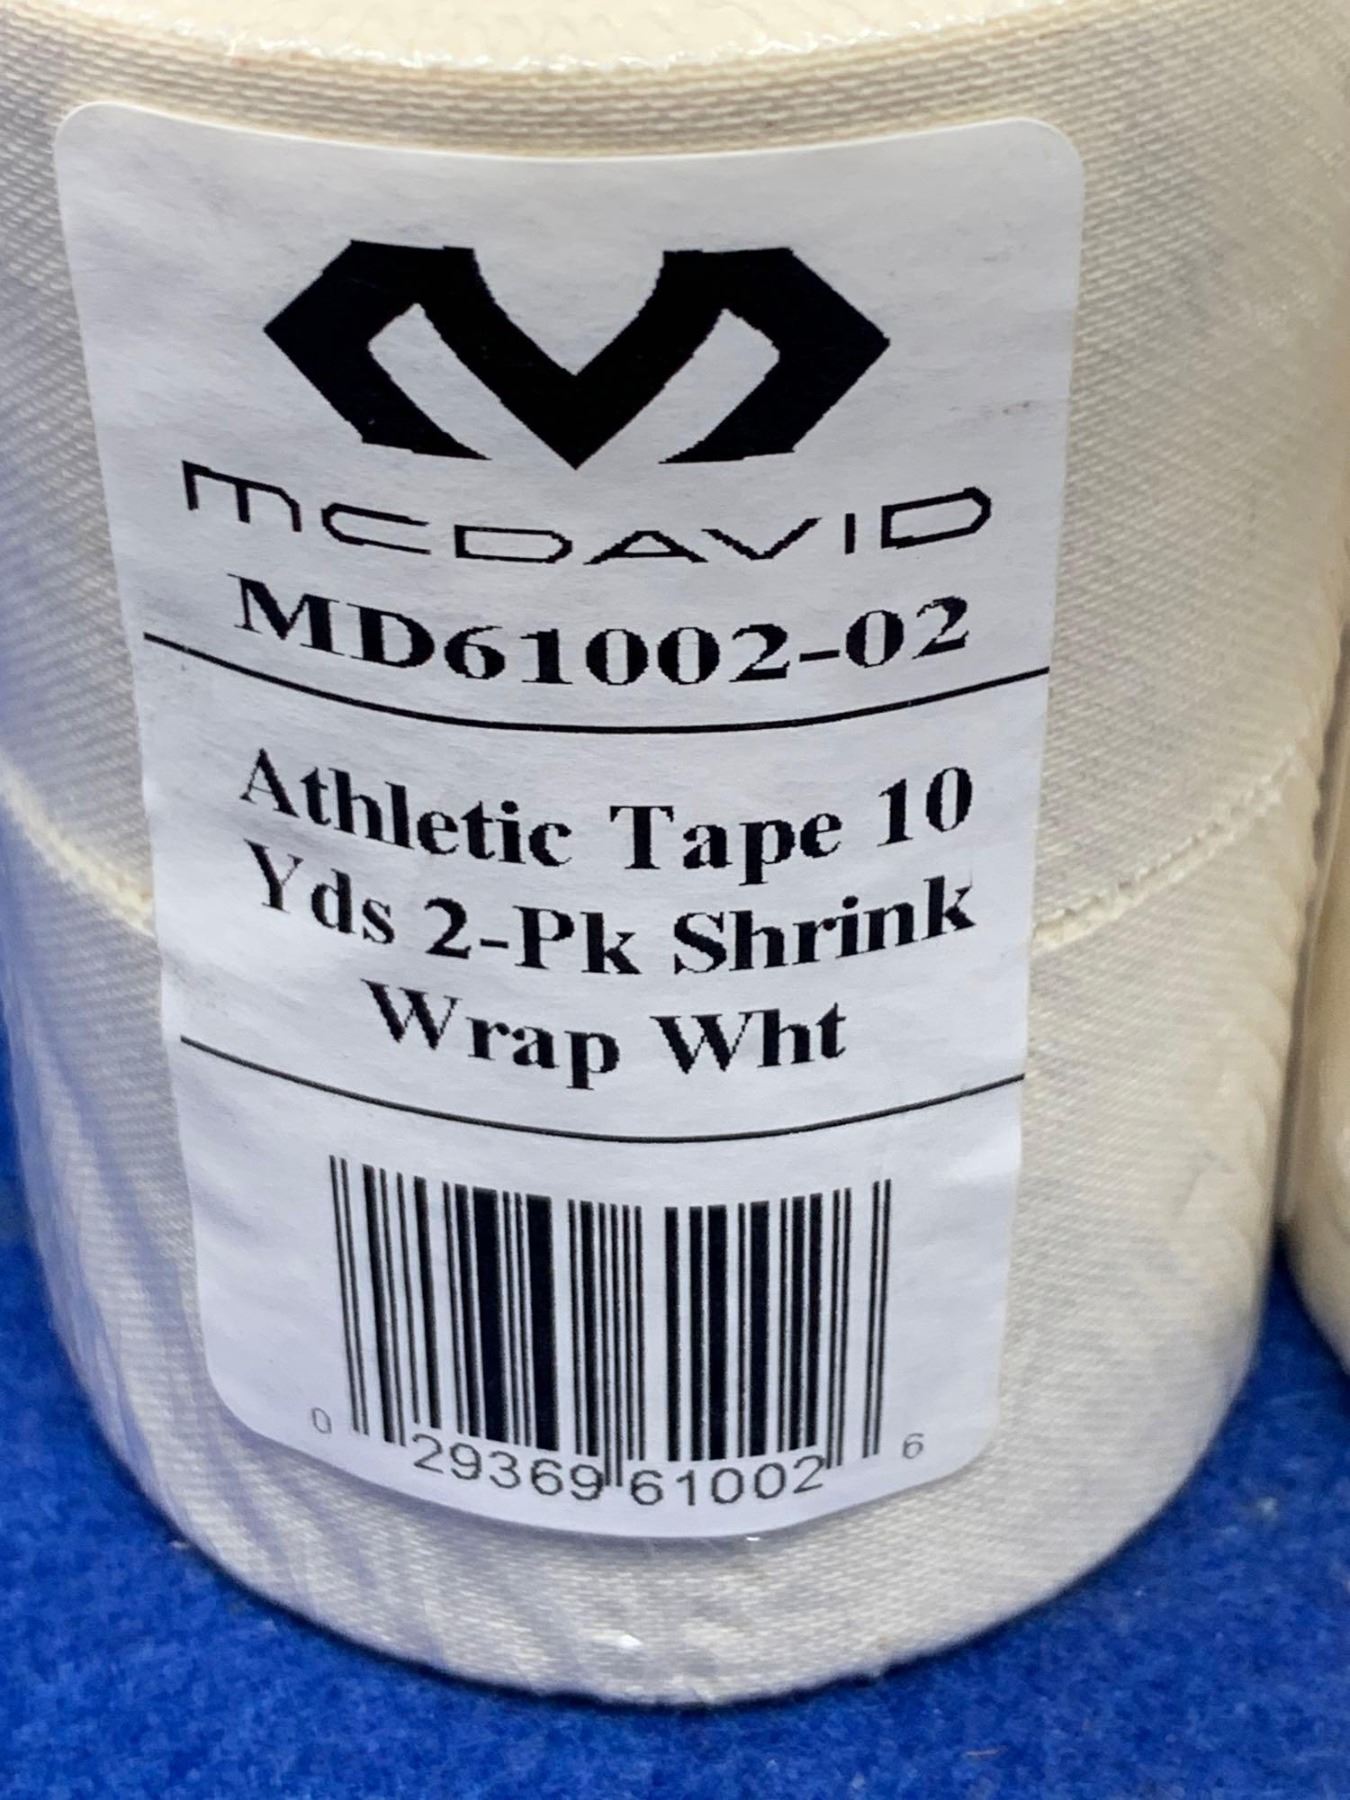 MCDAVID
MD61002-02
Athletic Tape 10
Yds 2-Pk Shrink
Wrap Wht
0 29369 61002 6